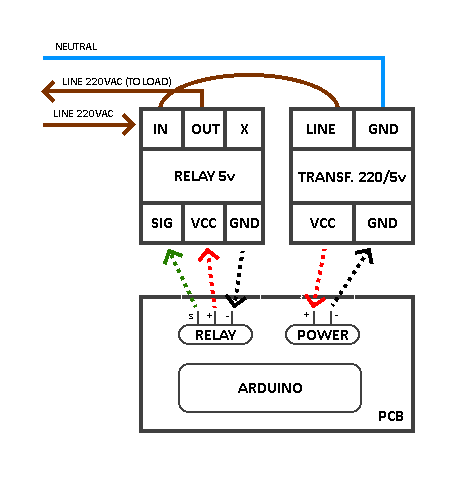 NEUTRAL
LINE 220VAC (TO LOAD)
LINE 220VAC
IN OUT X
LINE GND
RELAY 5v
TRANSF. 220/5v
SIG VCC GND
VCC GND
S + -
+ -
RELAY
POWER
ARDUINO
PCB